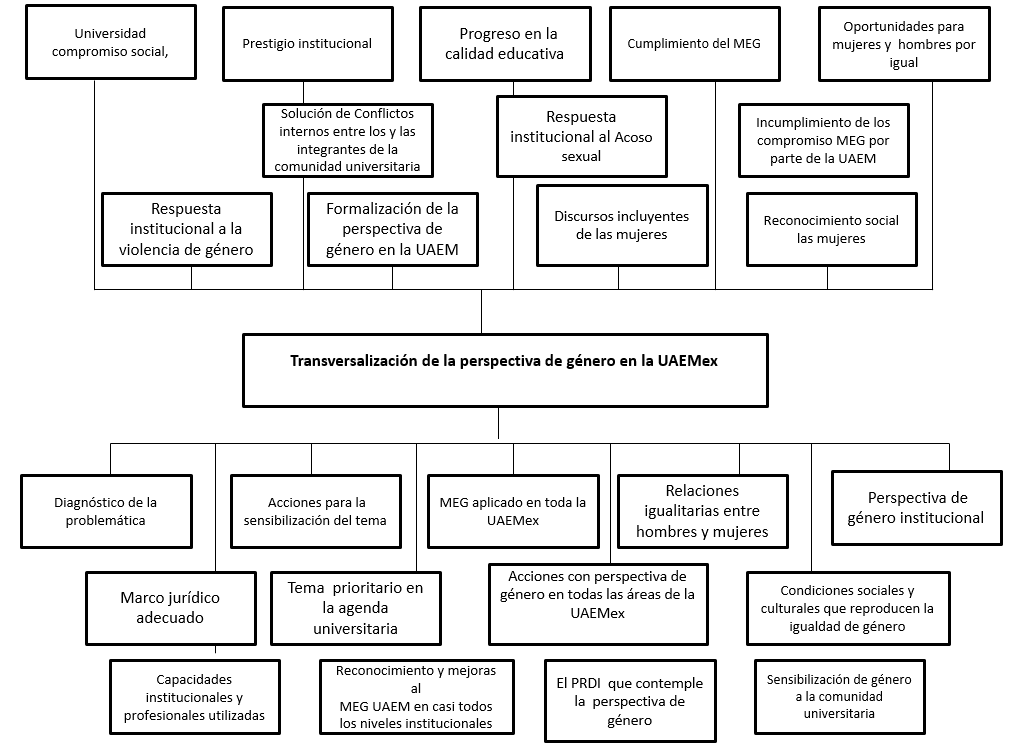 Universidad
compromiso social,
Prestigio institucional
Progreso en la
calidad educativa
Cumplimiento del MEG
Oportunidades para
mujeres y hombres por
igual
Solución de Conflictos
internos entre los y las
integrantes de la
comunidad universitaria
Respuesta
institucional al Acoso
sexual
Incumplimiento de los
compromiso MEG por
parte de la UAEM
Respuesta
institucional a la
violencia de género
Formalización de la
perspectiva de
género en la UAEM
Discursos incluyentes
de las mujeres
Reconocimiento social
las mujeres
Transversalización de la perspectiva de género en la UAEMex
Diagnóstico de la
problemática
Acciones para la
sensibilización del tema
MEG aplicado en toda la
UAEMex
Relaciones
igualitarias entre
hombres y mujeres
Perspectiva de
género institucional
Marco jurídico
adecuado
Tema prioritario en
la agenda
universitaria
Acciones con perspectiva de
género en todas las áreas de la
UAEMex
Condiciones sociales y
culturales que reproducen la
igualdad de género
Capacidades
institucionales y
profesionales utilizadas
Reconocimiento y mejoras
al
MEG UAEM en casi todos
los niveles institucionales
El PRDI que contemple
la perspectiva de
género
Sensibilización de género
a la comunidad
universitaria